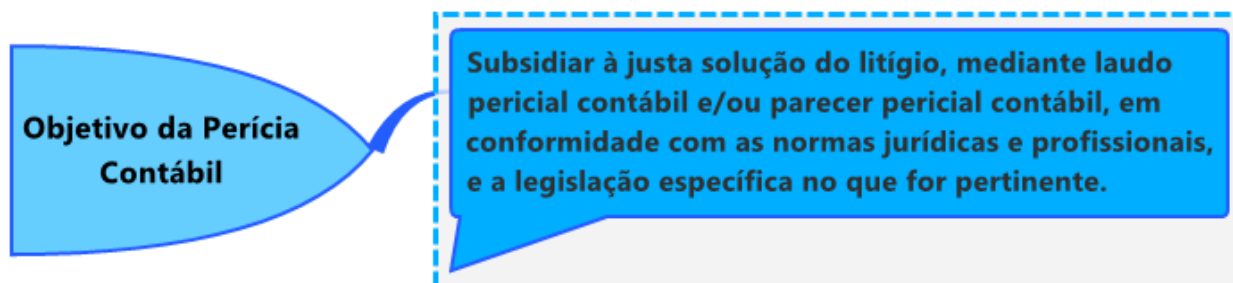 Objetivo da Perícia
Contábil
Subsidiar à justa solução do litígio, mediante laudo
pericial contábil e/ou parecer pericial contábil, em
conformidade com as normas jurídicas e profissionais,
e a legislação específica no que for pertinente.